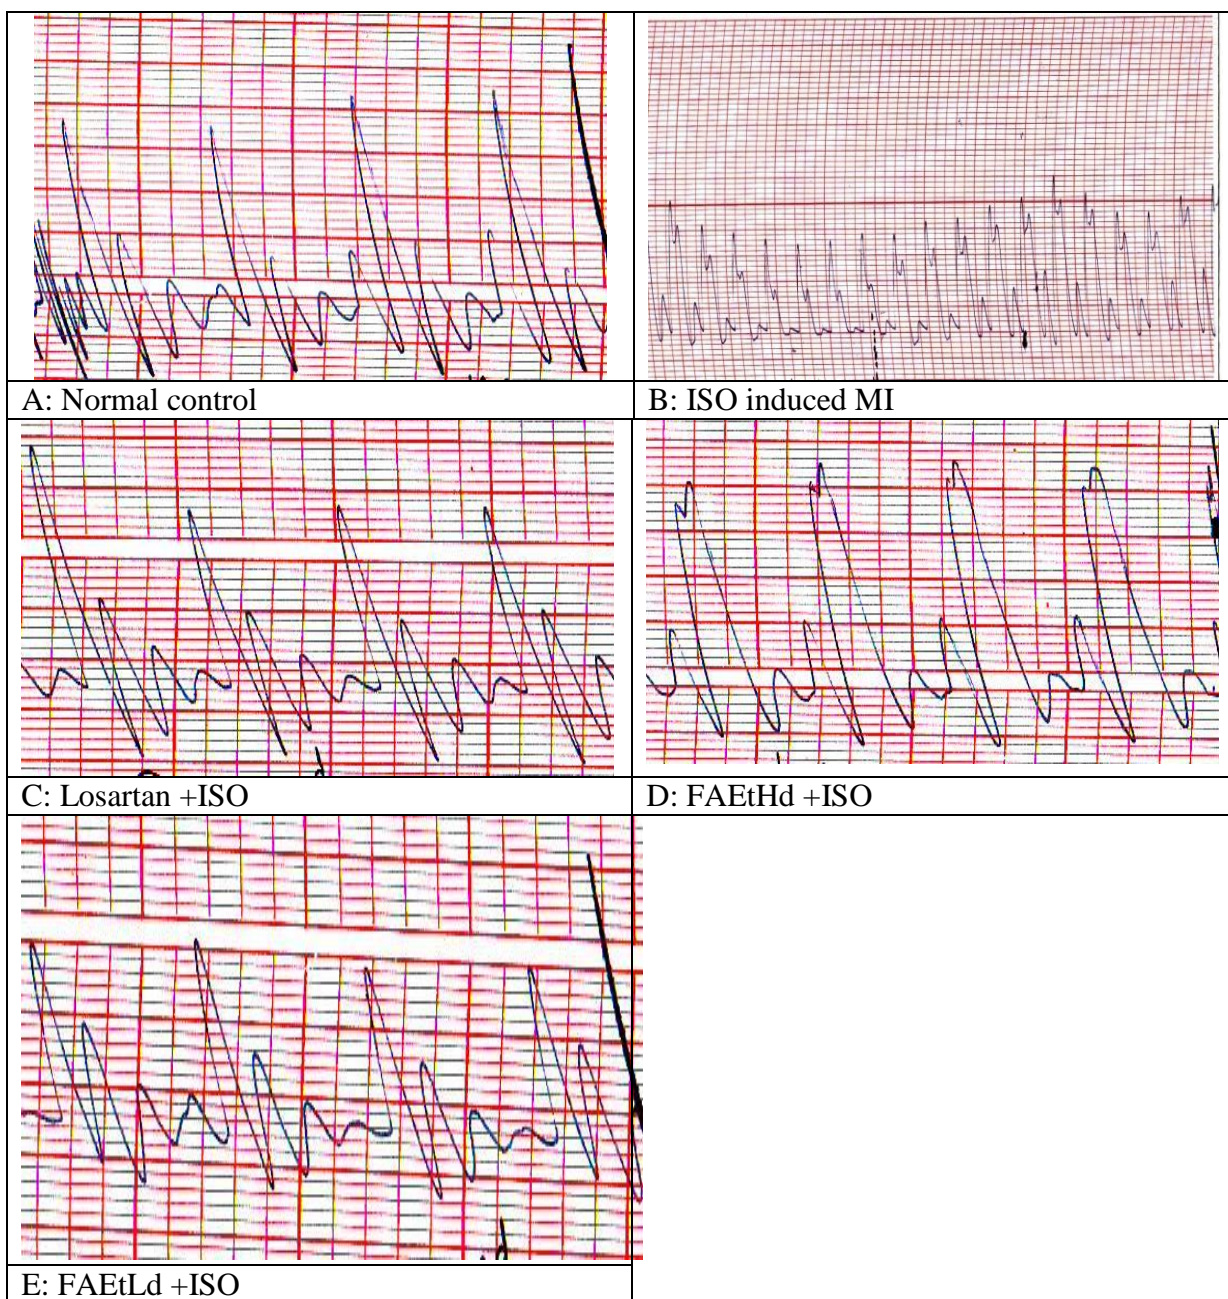 A: Normal control
B: ISO induced MI
C: Losartan +ISO
D: FAEtHd +ISO
E: FAEtLd +ISO